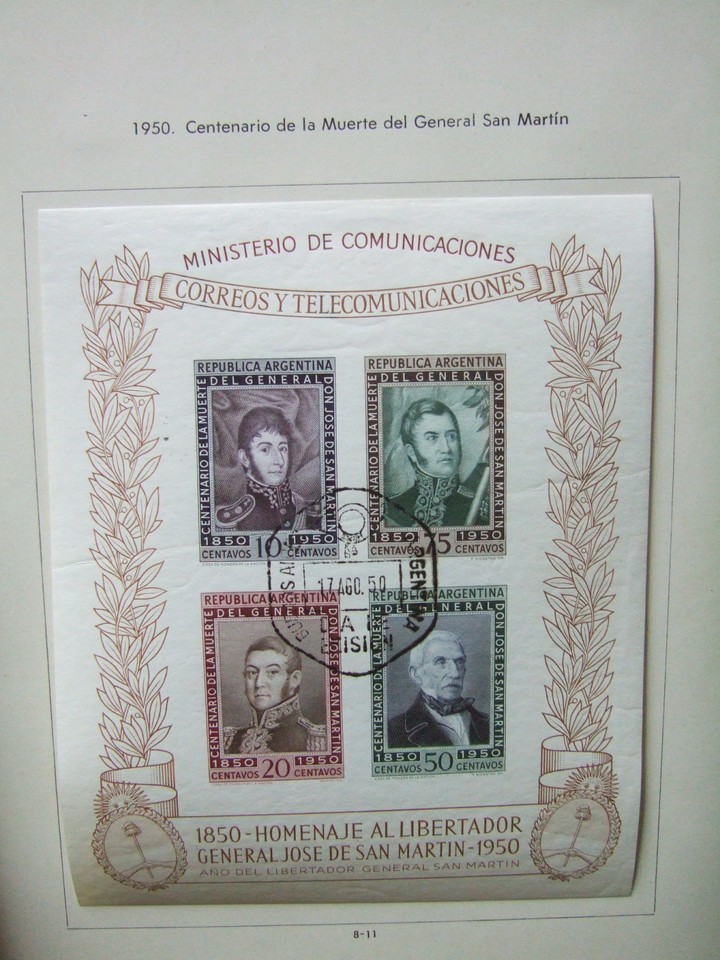 1950. Centenario de la Muerte del General San Martín
MINISTERIO DE COMUNICACIONES
CORREOS Y TELECOMUNICACIONES
REPUBLICA ARGENTINA
CENTENARIO DE LA MUERTE
DEL GENERAL
DON JOSE DE SAN MARTIN
1850 1950
CENTAVOS 10
REPUBLICA ARGENTINA
CENTENARIO DE LA MUERTE
DEL GENERAL
DON JOSE DE SAN MARTIN
1850 1950
CENTAVOS 75 CENTAVOS
17 AGO. 50
ARGENTINA
REPUBLICA ARGENTINA
CENTENARIO DE LA MUERTE
DEL GENERAL
DON JOSE DE SAN MARTIN
1850 1950
CENTAVOS 20 CENTAVOS
REPUBLICA ARGENTINA
CENTENARIO DE LA MUERTE
DEL GENERAL
DON JOSE DE SAN MARTIN
1850 1950
CENTAVOS 50 CENTAVOS
1850-HOMENAJE AL LIBERTADOR
GENERAL JOSE DE SAN MARTIN-1950
AÑO DEL LIBERTADOR GENERAL SAN MARTIN
8-11